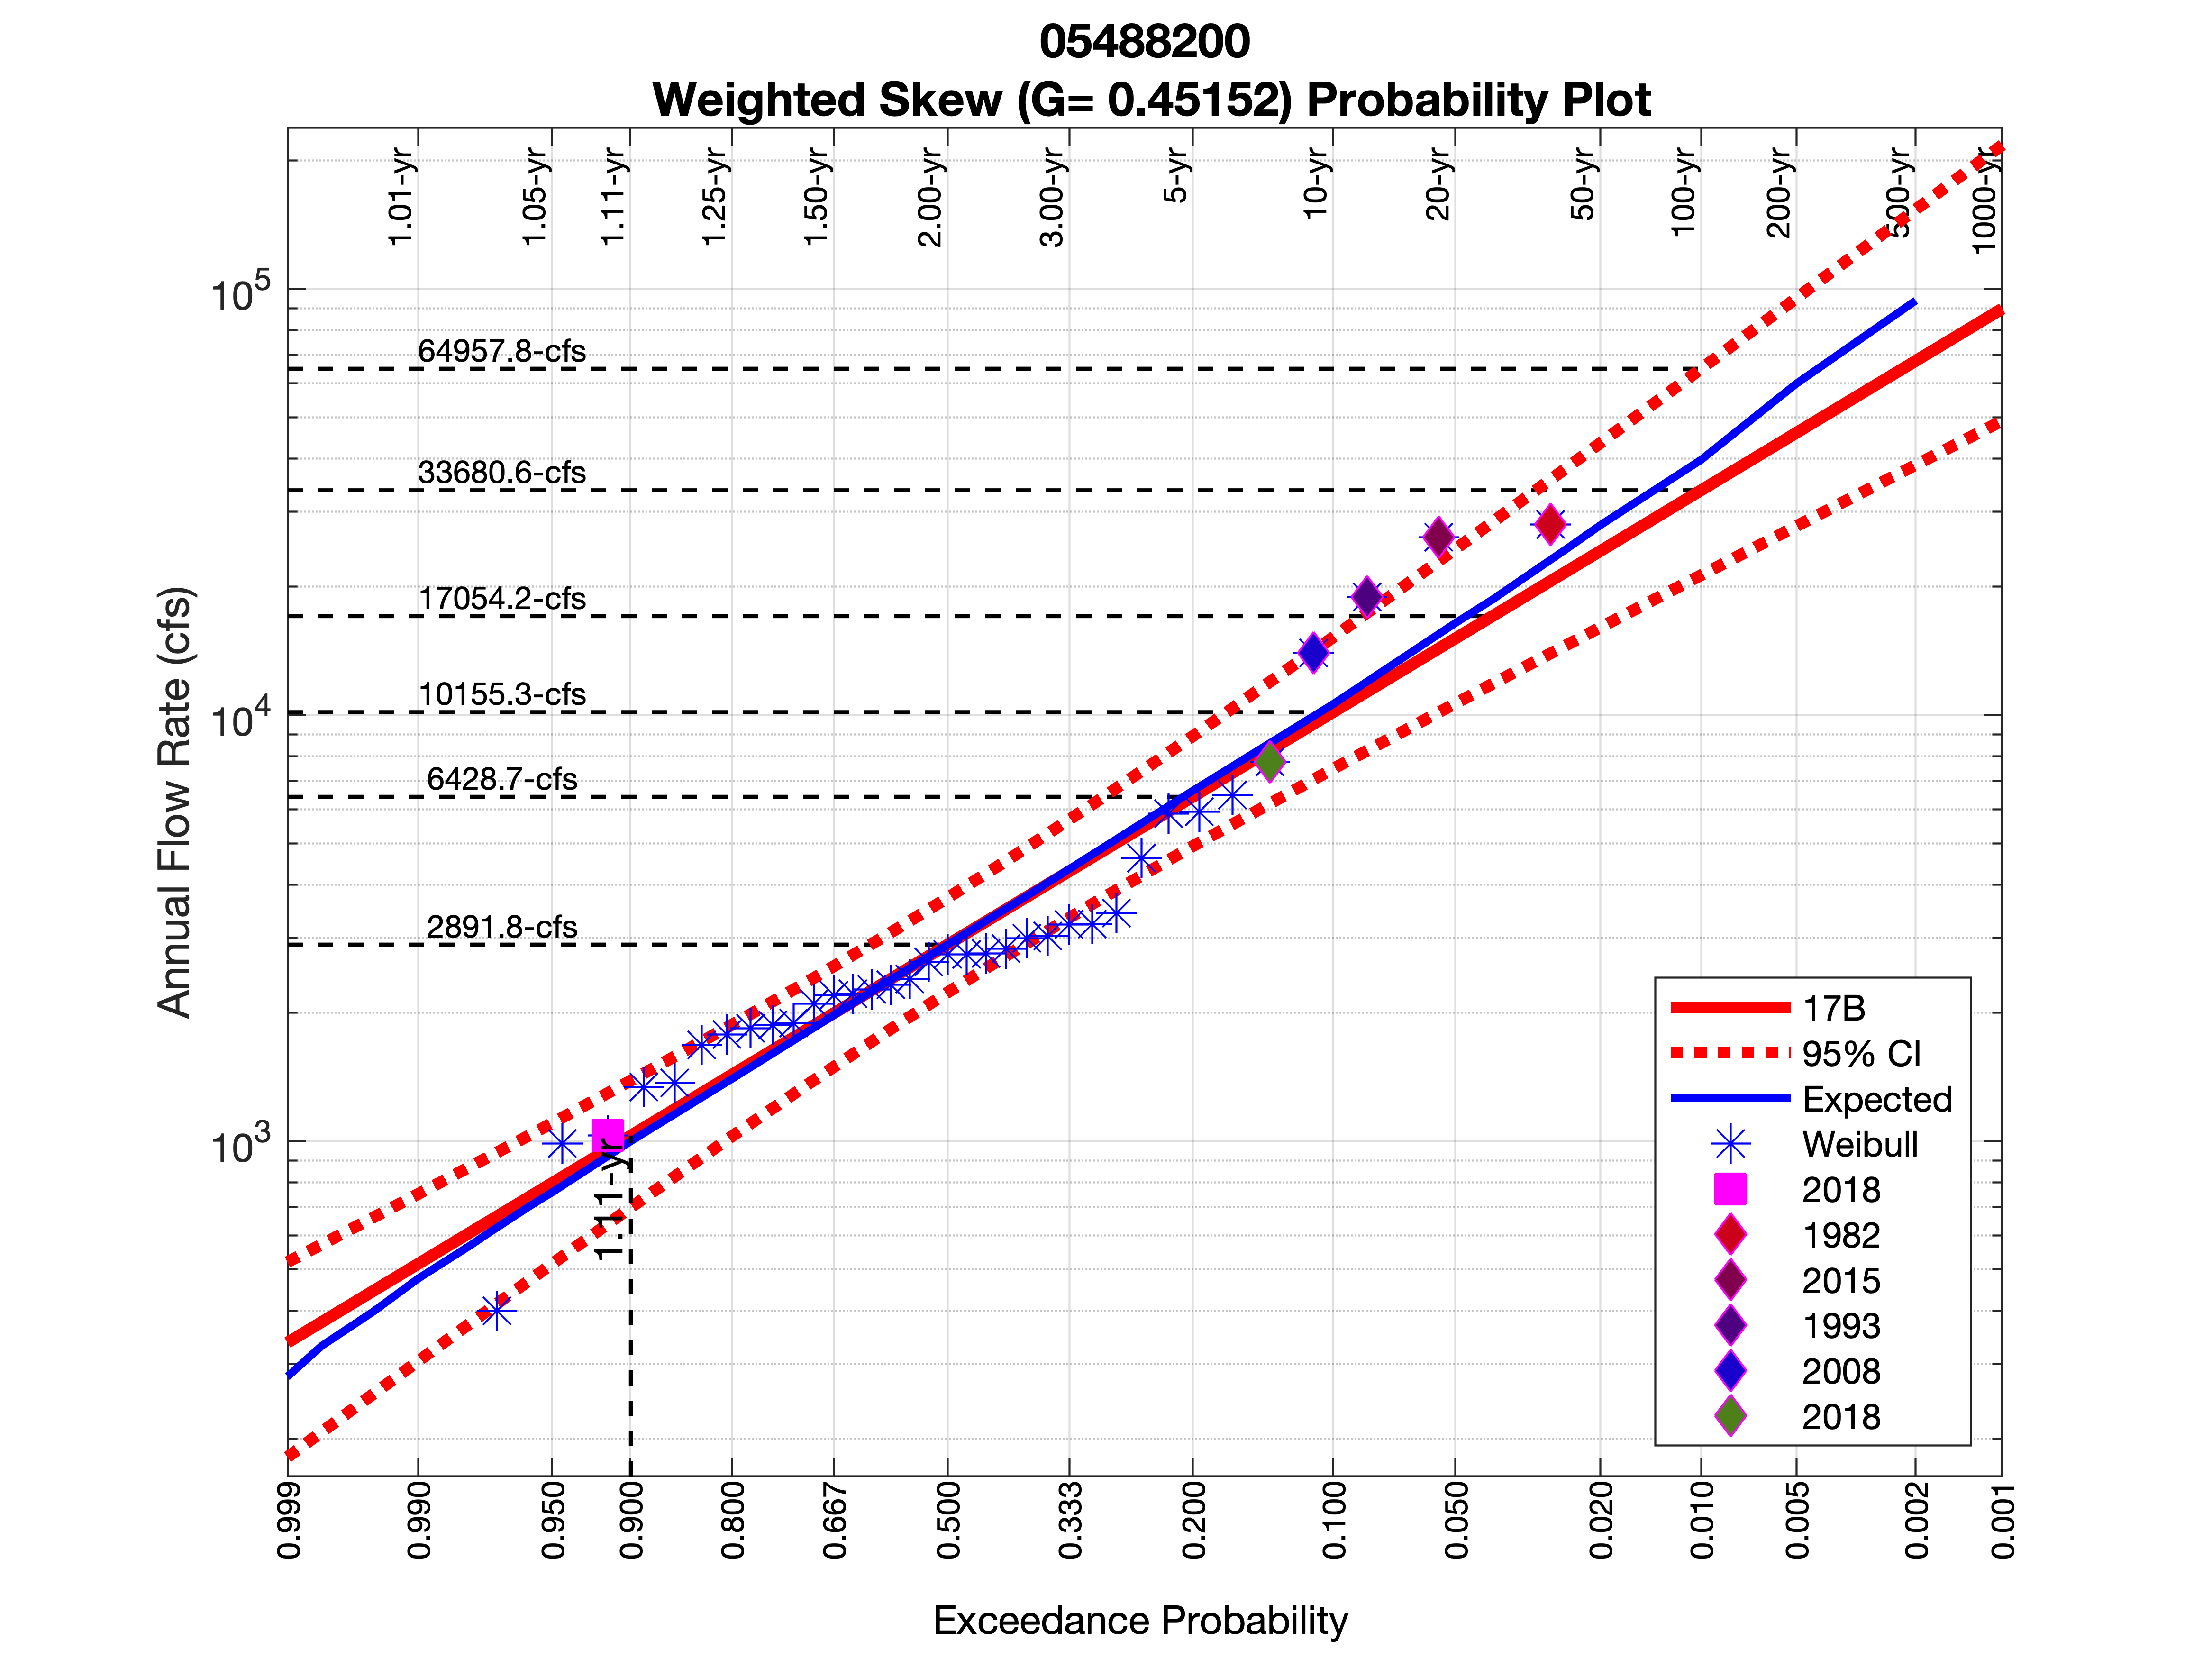 05488200
Weighted Skew (G= 0.45152) Probability Plot
1.01-yr
1.05-yr
1.11-yr
1.25-yr
1.50-yr
2.00-yr
3.00-yr
5-yr
10-yr
20-yr
50-yr
100-yr
200-yr
500-yr
1000-yr
10^5
10^4
10^3
Annual Flow Rate (cfs)
64957.8-cfs
33680.6-cfs
17054.2-cfs
10155.3-cfs
6428.7-cfs
2891.8-cfs
1.11-yr
17B
95% CI
Expected
Weibull
2018
1982
2015
1993
2008
2018
0.999
0.990
0.950
0.900
0.800
0.667
0.500
0.333
0.200
0.100
0.050
0.020
0.010
0.005
0.002
0.001
Exceedance Probability